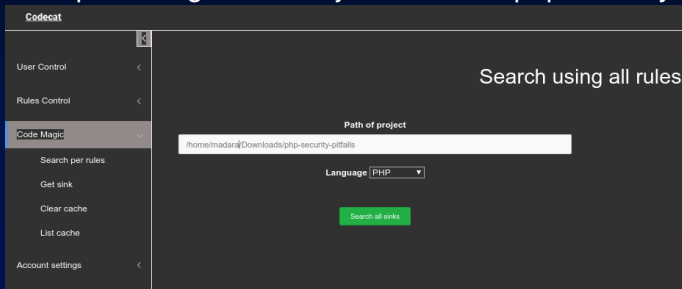 Codecat
User Control
Rules Control
Code Magic
Search per rules
Get sink
Clear cache
List cache
Account settings
Search using all rules
Path of project
/home/madara/Downloads/php-security-pitfalls
Language PHP
Search all sinks